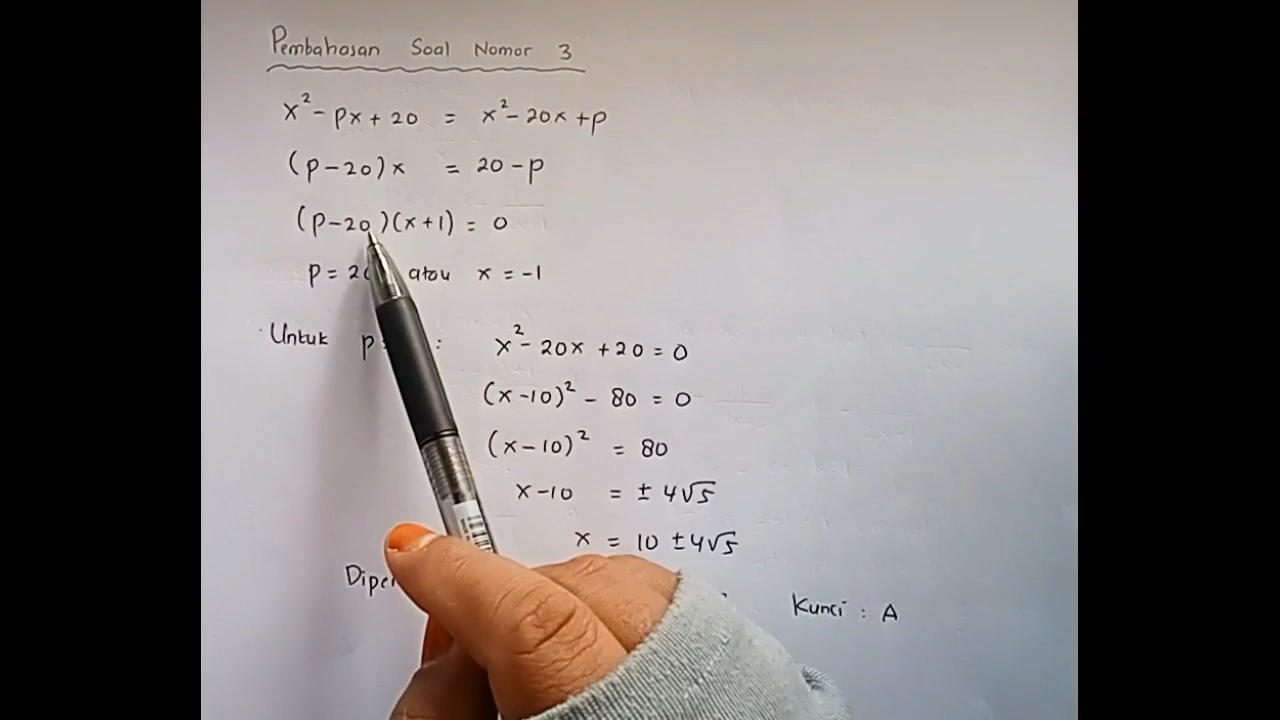 Pembahasan Soal Nomor 3
x² - px + 20 = x² - 20x + p
(p - 20)x = 20 - p
(p - 20)(x + 1) = 0
p = 20 atau x = -1
Untuk p : x² - 20x + 20 = 0
(x - 10)² - 80 = 0
(x - 10)² = 80
x - 10 = ± 4√5
x = 10 ± 4√5
Kunci : A